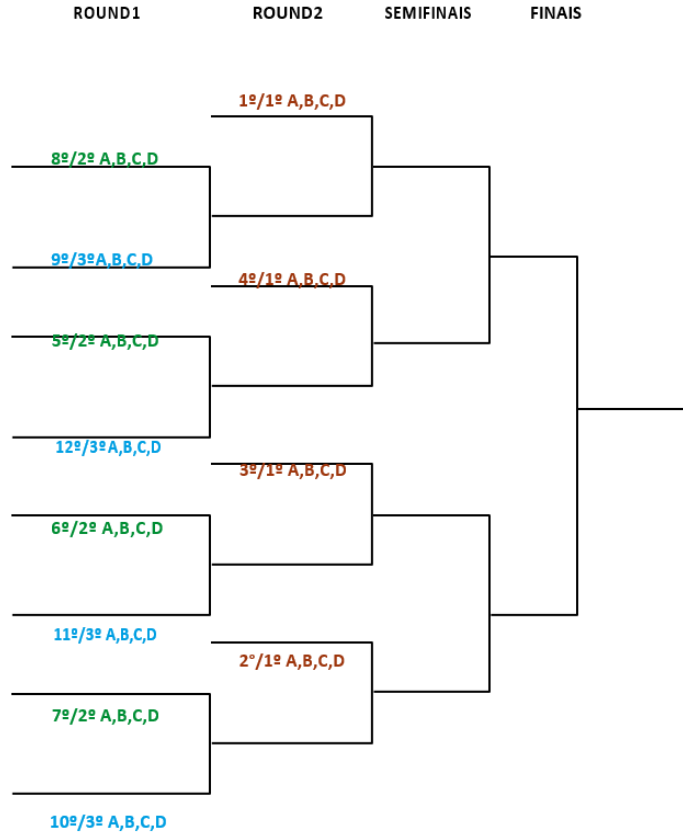 ROUND1 ROUND2 SEMIFINAIS FINAIS
1º/1º A,B,C,D
8º/2º A,B,C,D
9º/3ºA,B,C,D
4º/1º A,B,C,D
5º/2º A,B,C,D
12º/3ºA,B,C,D
3º/1º A,B,C,D
6º/2º A,B,C,D
11º/3º A,B,C,D
2°/1º A,B,C,D
7º/2º A,B,C,D
10º/3º A,B,C,D